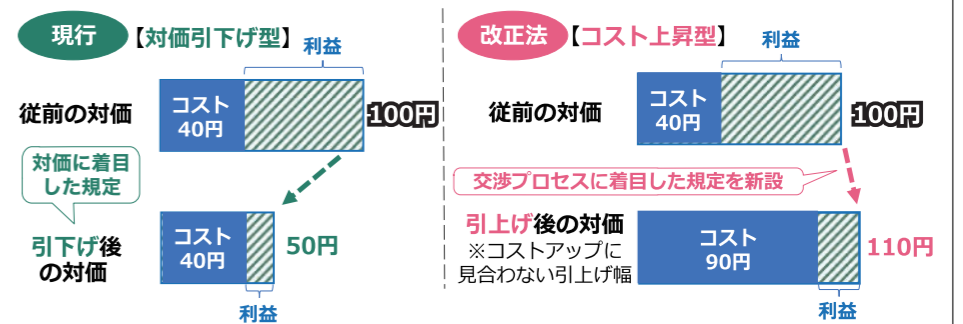 現行 【対価引下げ型】
利益
従前の対価
コスト
40円
100円
対価に着目
した規定
引下げ後
の対価
コスト
40円
50円
利益
改正法 【コスト上昇型】
利益
従前の対価
コスト
40円
100円
交渉プロセスに着目した規定を新設
引上げ後の対価
※コストアップに
見合わない引上げ幅
コスト
90円
110円
利益